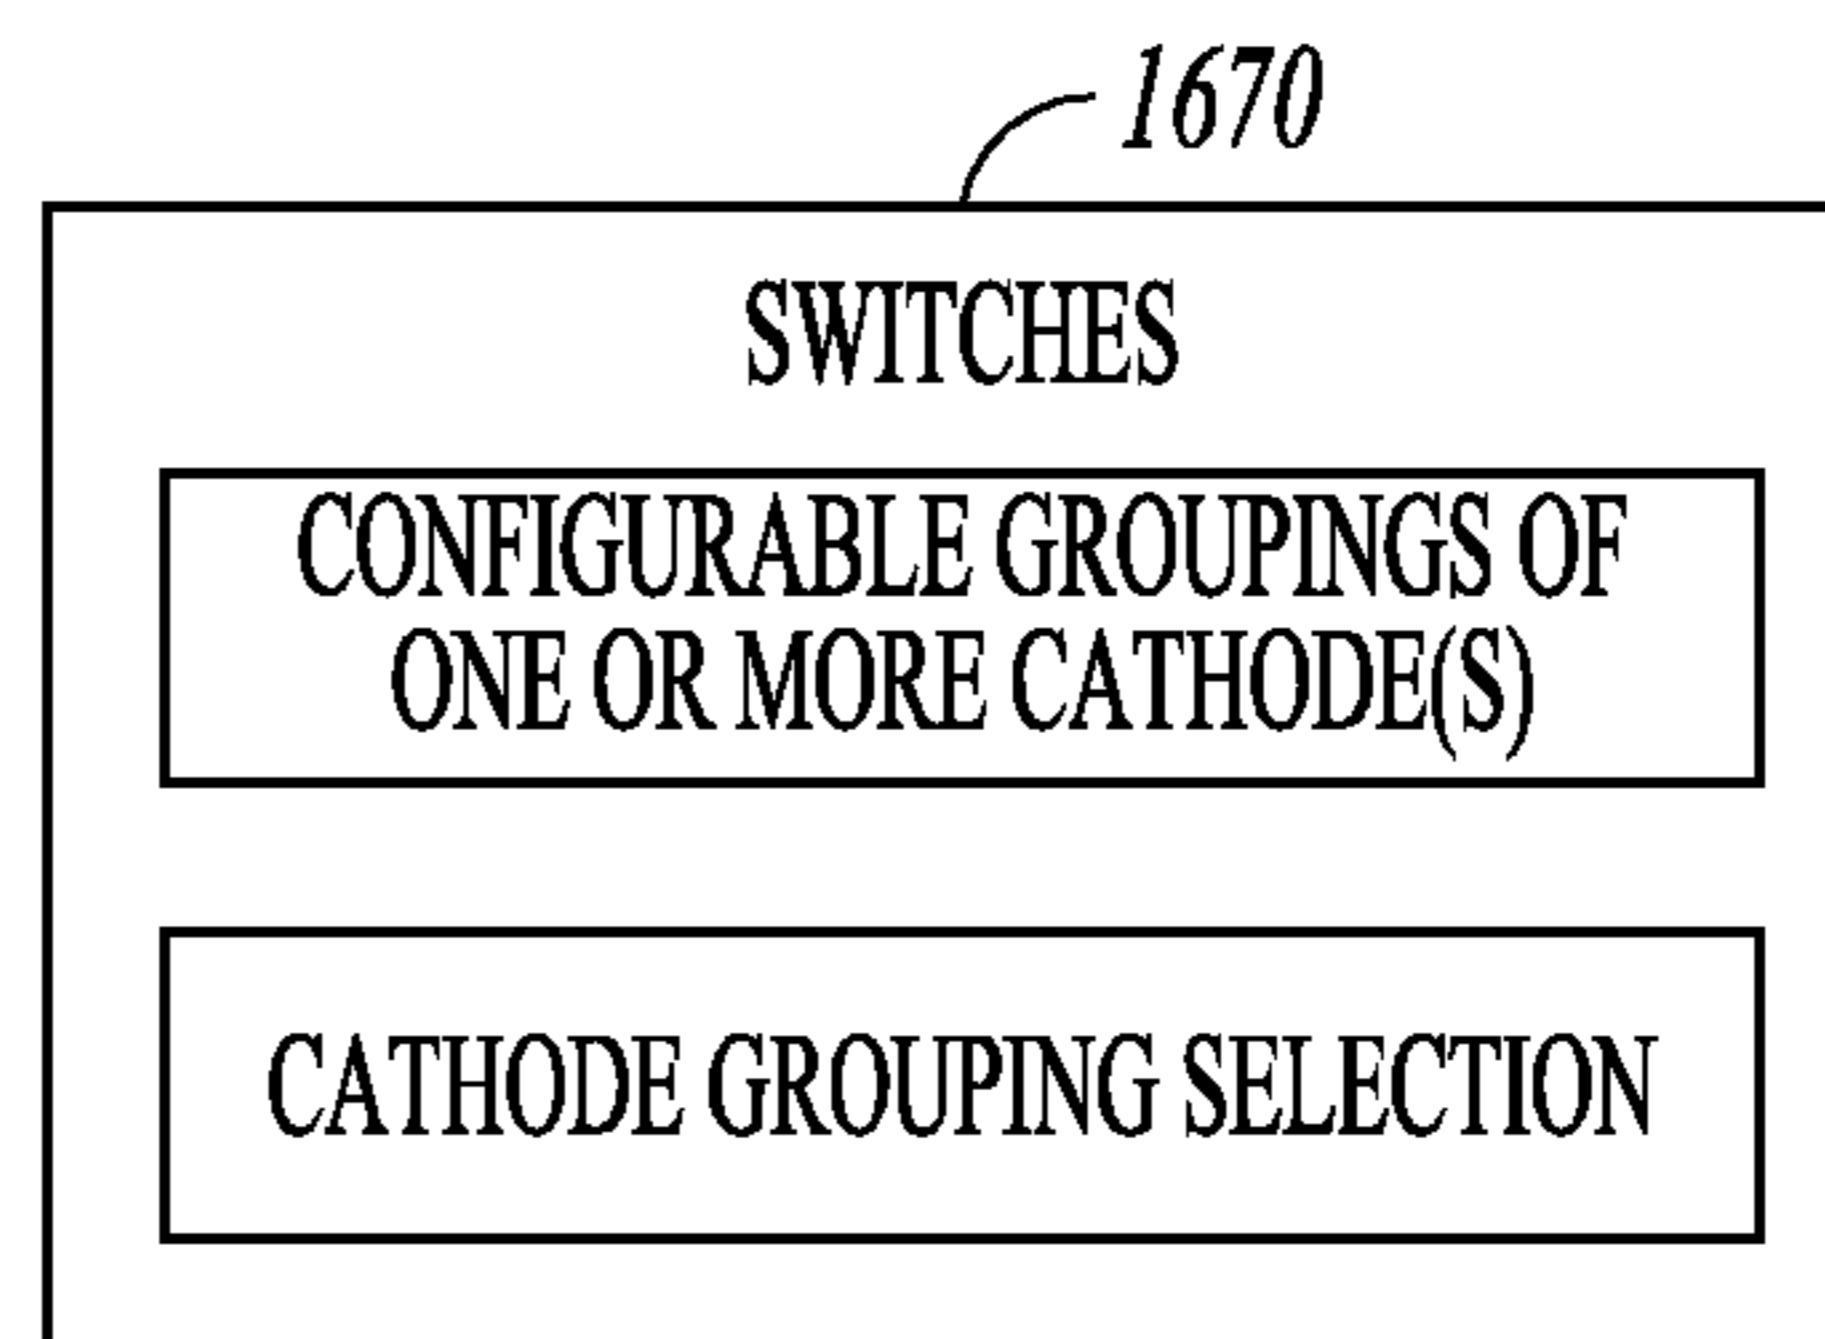 1670
SWITCHES
CONFIGURABLE GROUPINGS OF
ONE OR MORE CATHODE(S)
CATHODE GROUPING SELECTION